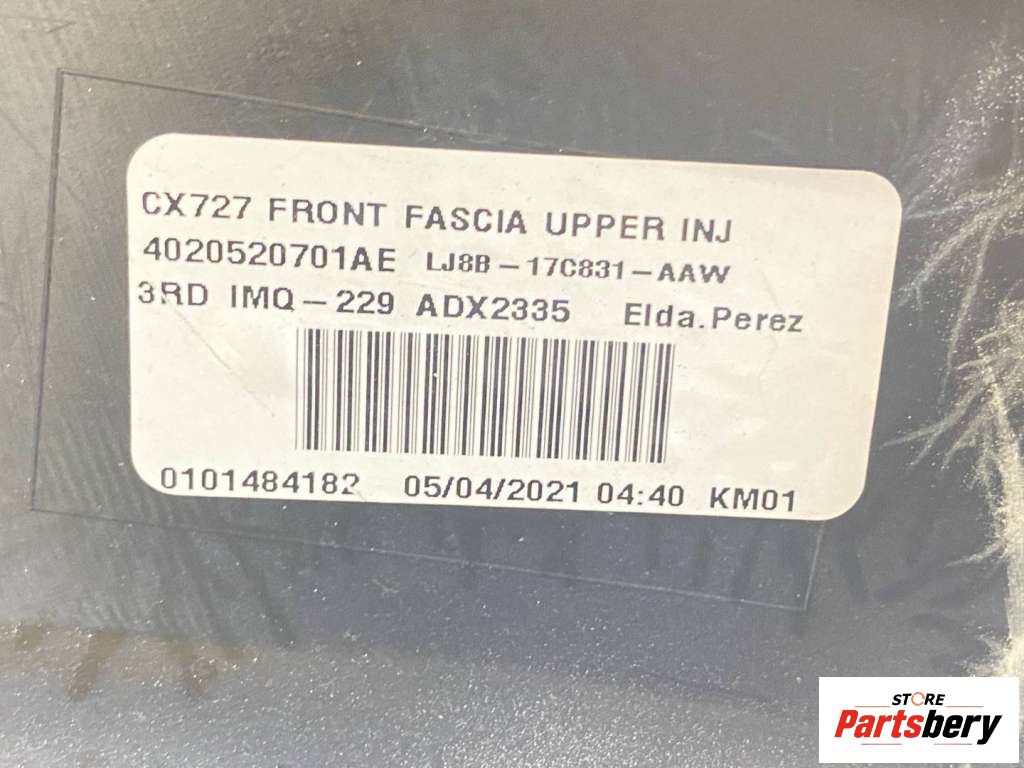 CX727 FRONT FASCIA UPPER INJ
4020520701AE LJ8B-17C831-AAW
3RD IMQ-229 ADX2335 Elda.Perez
0101484182 05/04/2021 04:40 KM01
STORE
Partsbery